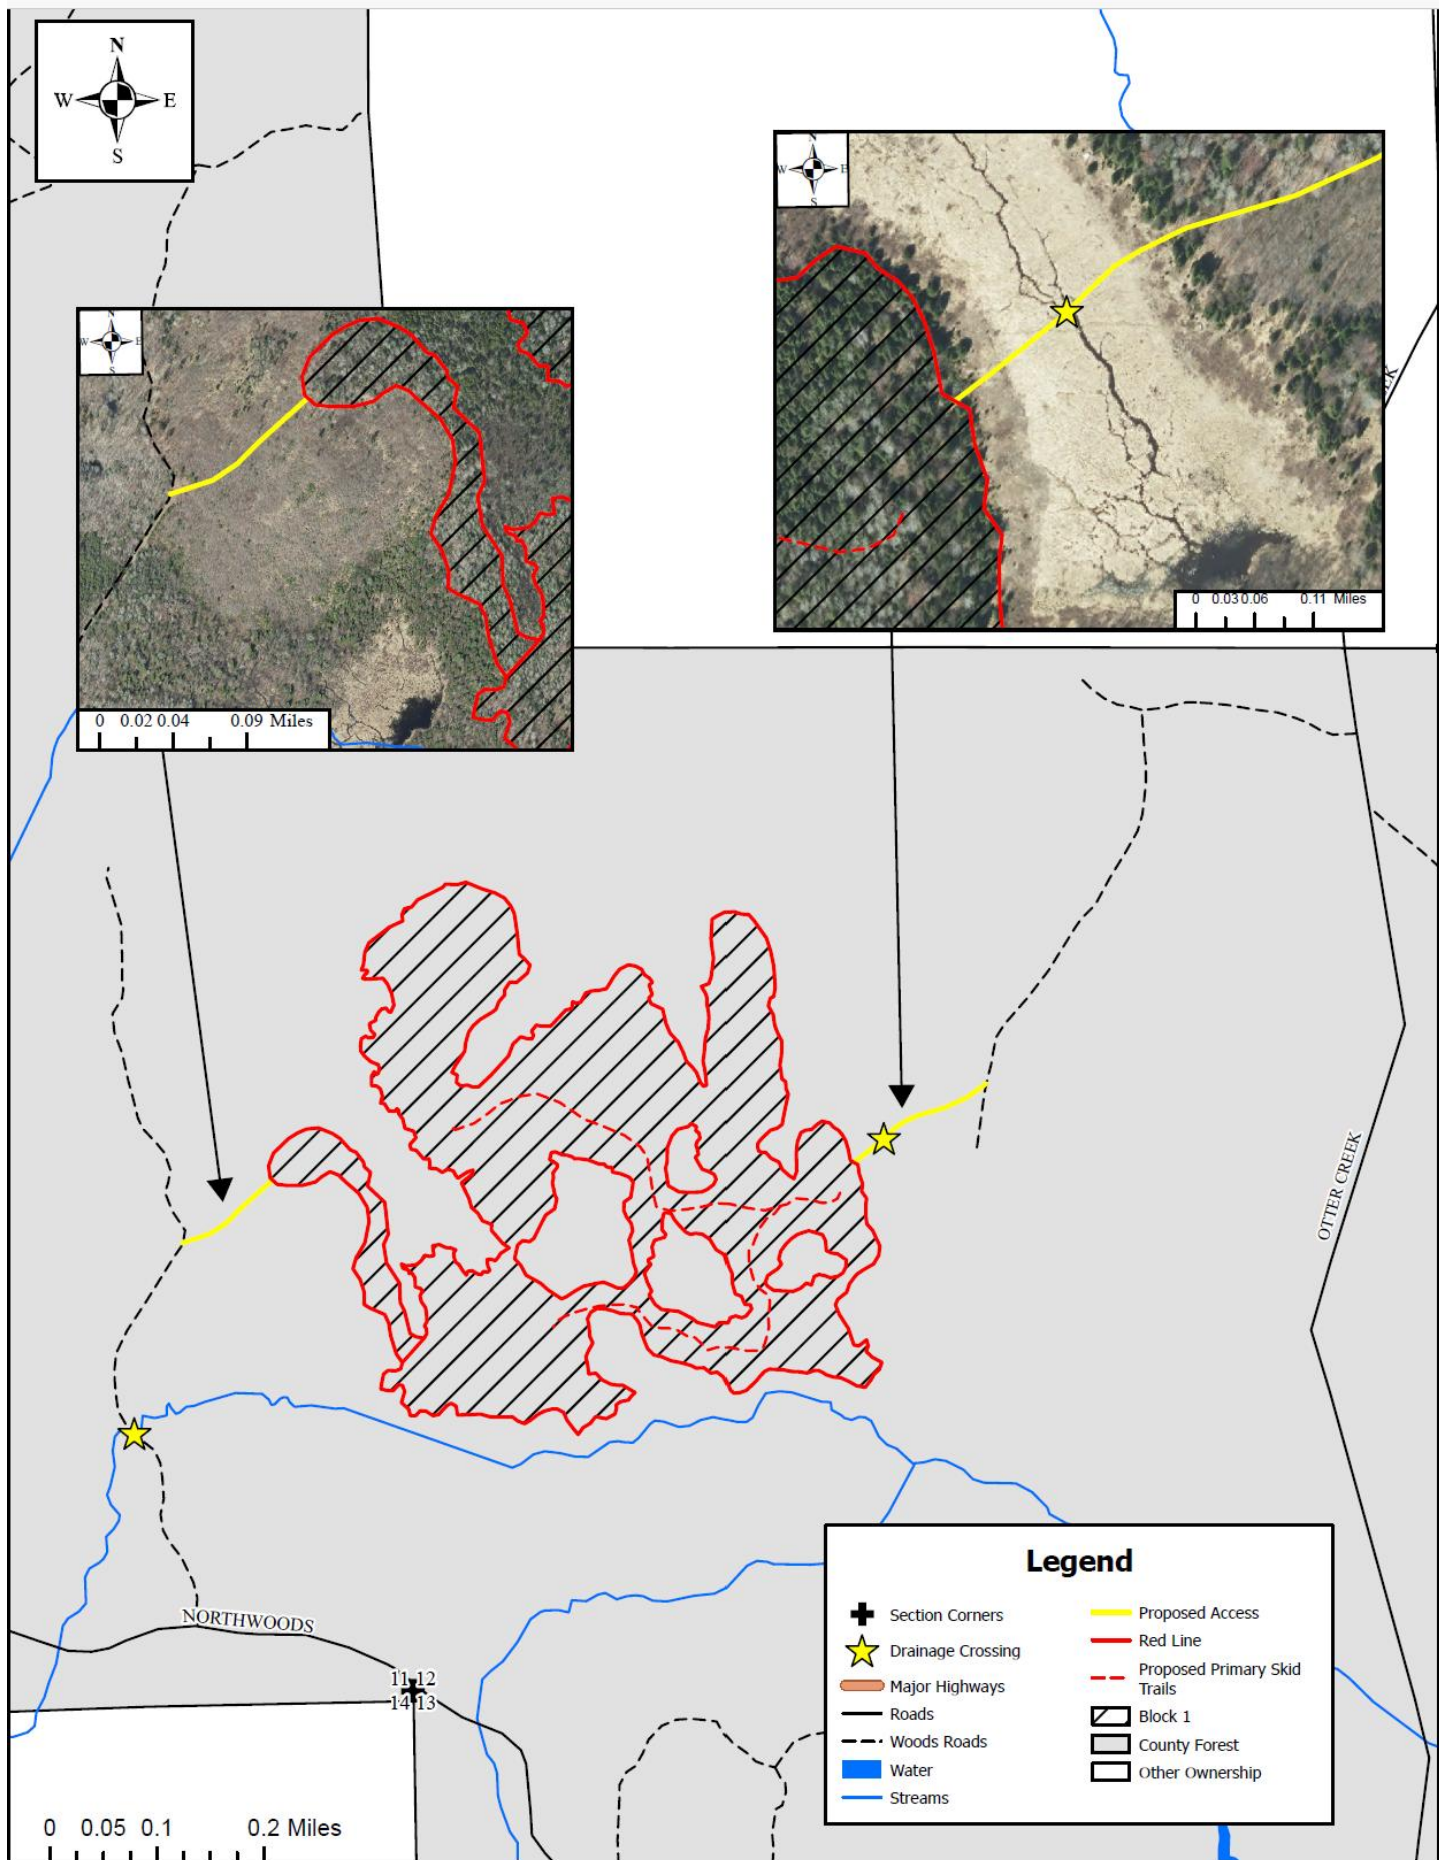 N
W E
S
N
W E
S
0 0.03 0.06 0.11 Miles
N
W E
S
0 0.02 0.04 0.09 Miles
EK
OTTER CREEK
NORTHWOODS
11 12
14 13
0 0.05 0.1 0.2 Miles
Legend
Section Corners
Drainage Crossing
Major Highways
Roads
Woods Roads
Water
Streams
Proposed Access
Red Line
Proposed Primary Skid
Trails
Block 1
County Forest
Other Ownership